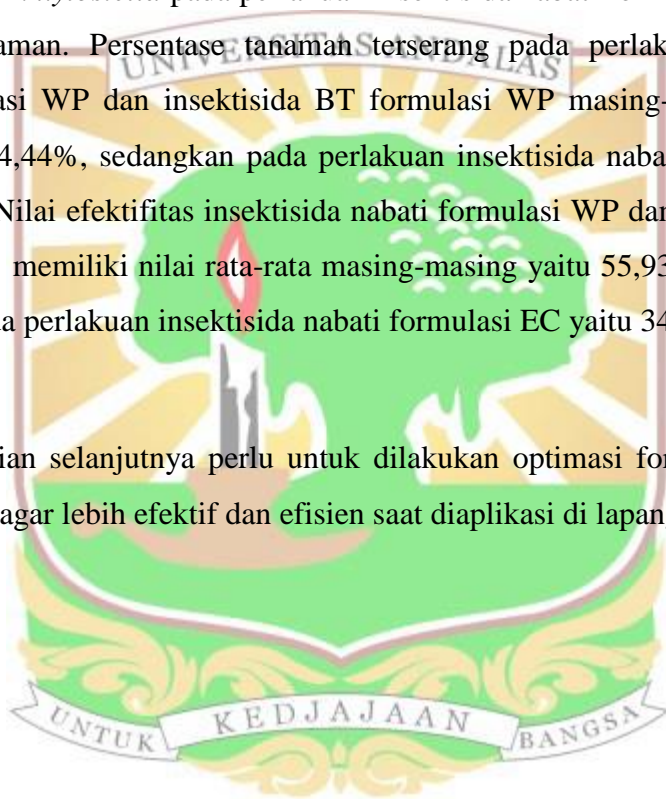 pada perlakuan insektisida nabati
aman. Persentase tanaman terserang pada perlak
UNIVERSITAS ANDALAS
asi WP dan insektisida BT formulasi WP masing-
4,44%, sedangkan pada perlakuan insektisida naba
Nilai efektifitas insektisida nabati formulasi WP dan
memiliki nilai rata-rata masing-masing yaitu 55,93
a perlakuan insektisida nabati formulasi EC yaitu 34
ian selanjutnya perlu untuk dilakukan optimasi for
agar lebih efektif dan efisien saat diaplikasi di lapan
UNTUK KEDJAJAAN BANGSA